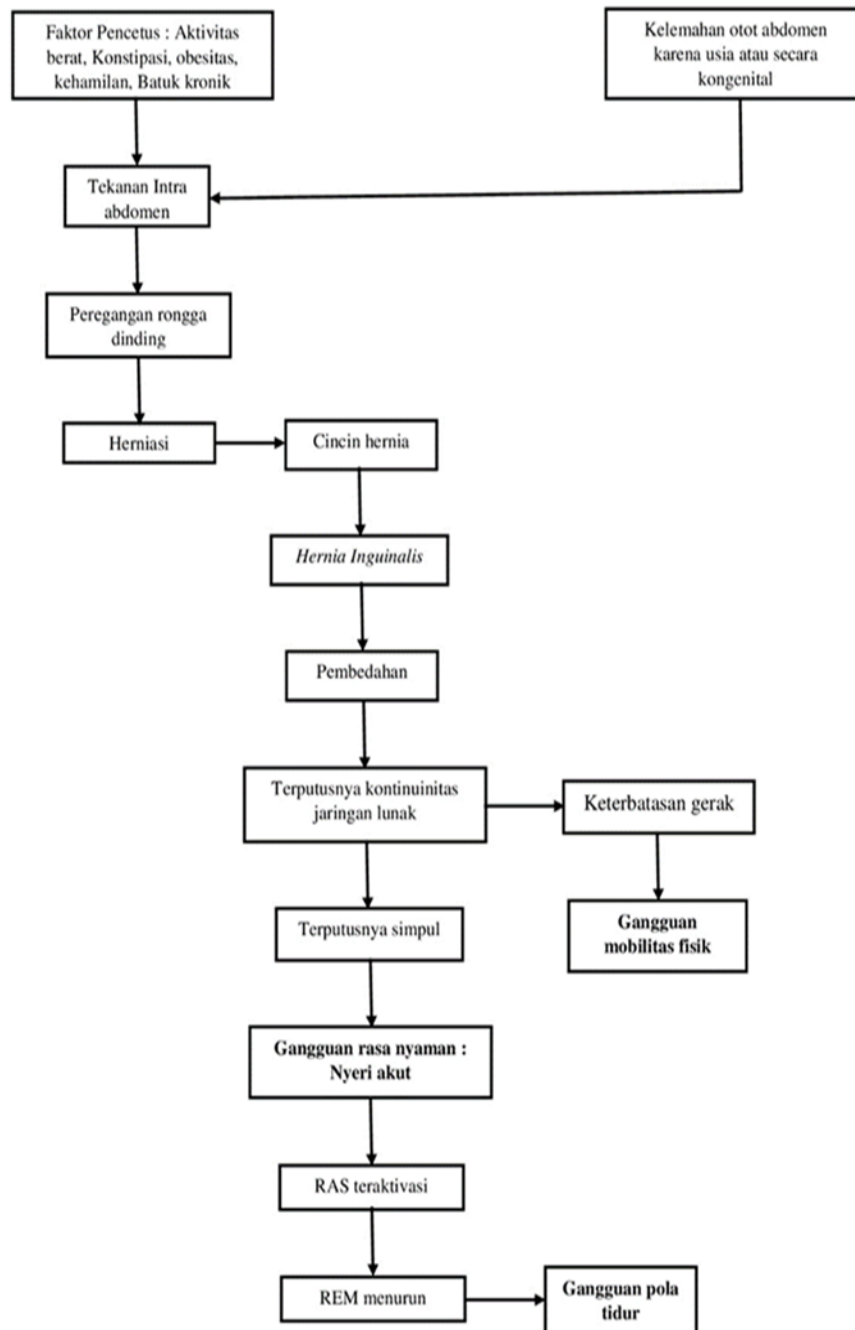 Faktor Pencetus : Aktivitas
berat, Konstipasi, obesitas,
kehamilan, Batuk kronik
Kelemahan otot abdomen
karena usia atau secara
kongenital
Tekanan Intra
abdomen
Peregangan rongga
dinding
Herniasi
Cincin hernia
Hernia Inguinalis
Pembedahan
Terputusnya kontinuinitas
jaringan lunak
Keterbatasan gerak
Terputusnya simpul
Gangguan
mobilitas fisik
Gangguan rasa nyaman :
Nyeri akut
RAS teraktivasi
REM menurun
Gangguan pola
tidur